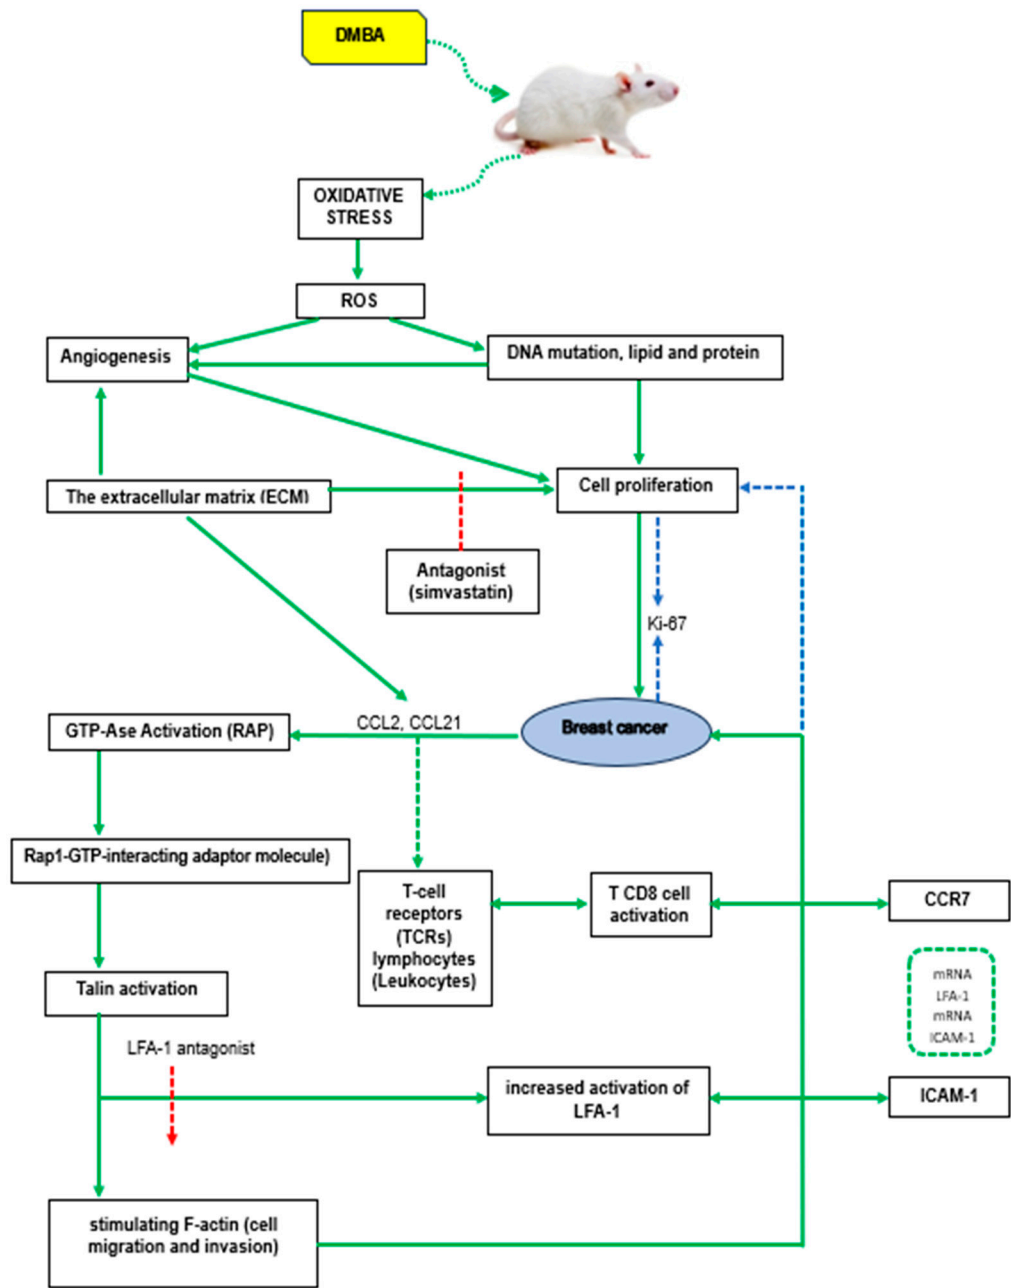 DMBA
OXIDATIVE
STRESS
ROS
Angiogenesis
DNA mutation, lipid and protein
The extracellular matrix (ECM)
Cell proliferation
Antagonist
(simvastatin)
Ki-67
GTP-Ase Activation (RAP)
CCL2, CCL21
Breast cancer
Rap1-GTP-interacting adaptor molecule)
T-cell
receptors
(TCRs)
lymphocytes
(Leukocytes)
T CD8 cell
activation
CCR7
Talin activation
mRNA
LFA-1
mRNA
ICAM-1
LFA-1 antagonist
increased activation of
LFA-1
ICAM-1
stimulating F-actin (cell
migration and invasion)